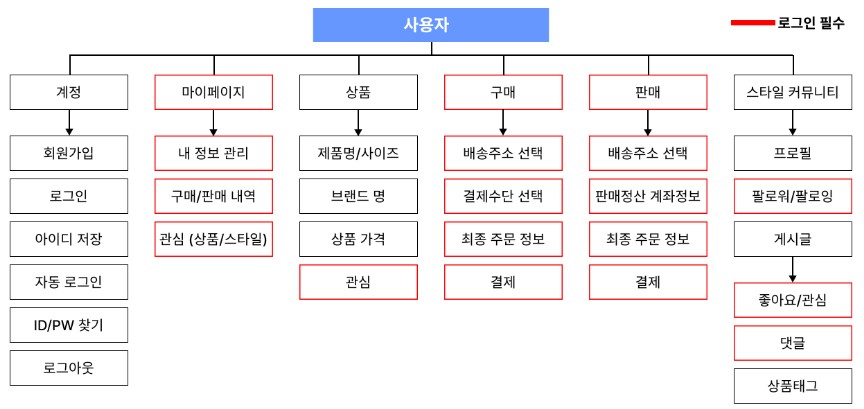 사용자
로그인 필수
계정
마이페이지
상품
구매
판매
스타일 커뮤니티
회원가입
로그인
아이디 저장
자동 로그인
ID/PW 찾기
로그아웃
내 정보 관리
구매/판매 내역
관심 (상품/스타일)
제품명/사이즈
브랜드 명
상품 가격
관심
배송주소 선택
결제수단 선택
최종 주문 정보
결제
배송주소 선택
판매정산 계좌정보
최종 주문 정보
결제
프로필
팔로워/팔로잉
게시글
좋아요/관심
댓글
상품태그